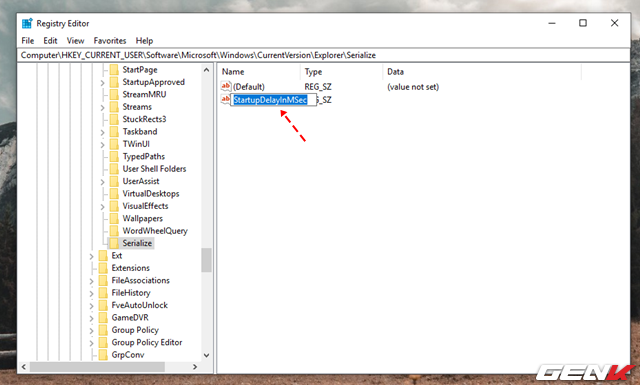 Registry Editor
File Edit View Favorites Help
Computer\HKEY_CURRENT_USER\Software\Microsoft\Windows\CurrentVersion\Explorer\Serialize
StartPage
StartupApproved
StreamMRU
Streams
StuckRects3
Taskband
TWinUI
TypedPaths
User Shell Folders
UserAssist
VirtualDesktops
VisualEffects
Wallpapers
WordWheelQuery
Serialize
Ext
Extensions
FileAssociations
FileHistory
FveAutoUnlock
GameDVR
Group Policy
Group Policy Editor
GrpConv
Name Type Data
(Default) REG_SZ (value not set)
StartupDelayInMSec G_SZ
GENK